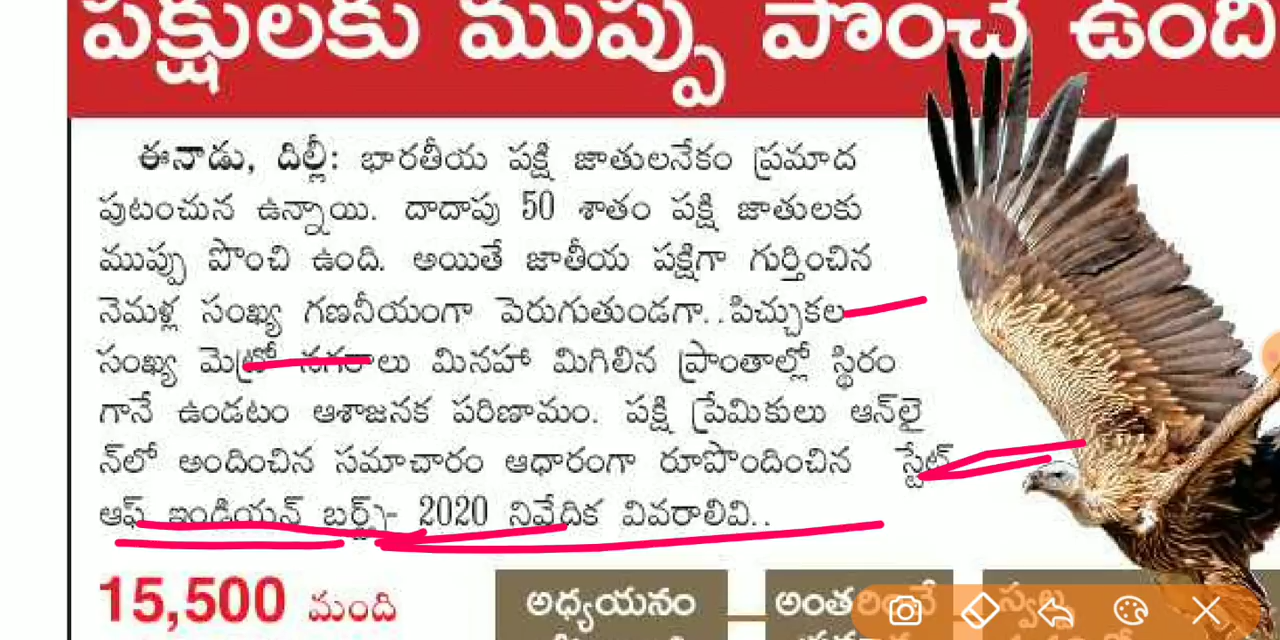 పక్షులకు ముప్పు పొంచి ఉంది
ఈనాడు, దిల్లీ: భారతీయ పక్షి జాతులనేకం ప్రమాద
పుటంచున ఉన్నాయి. దాదాపు 50 శాతం పక్షి జాతులకు
ముప్పు పొంచి ఉంది. అయితే జాతీయ పక్షిగా గుర్తించిన
నెమళ్ల సంఖ్య గణనీయంగా పెరుగుతుండగా..పిచ్చుకల
సంఖ్య మెట్రో నగరాలు మినహా మిగిలిన ప్రాంతాల్లో స్థిరం
గానే ఉండటం ఆశాజనక పరిణామం. పక్షి ప్రేమికులు ఆన్‌లై
న్‌లో అందించిన సమాచారం ఆధారంగా రూపొందించిన స్టేట్
ఆఫ్ ఇండియన్ బర్డ్స్- 2020 నివేదిక వివరాలివి..
15,500 మంది అధ్యయనం